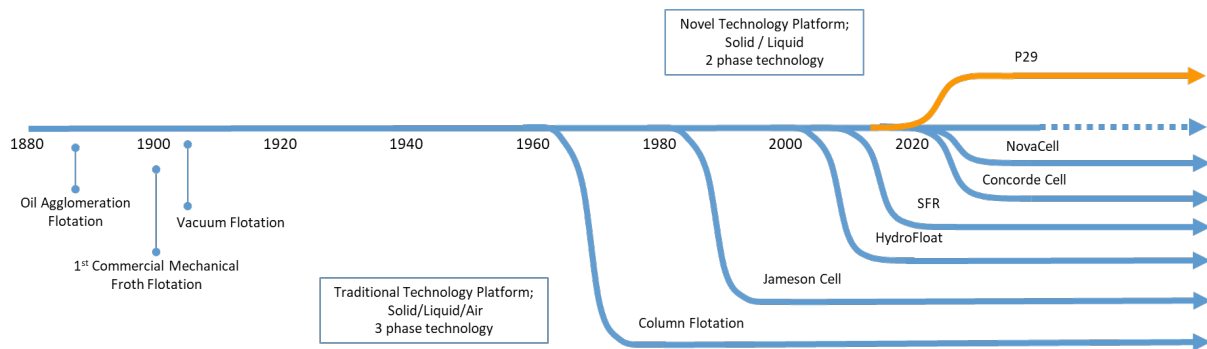 Novel Technology Platform;
Solid / Liquid
2 phase technology
P29
1880
1900
1920
1940
1960
1980
2000
2020
NovaCell
Concorde Cell
SFR
HydroFloat
Jameson Cell
Column Flotation
Oil Agglomeration
Flotation
Vacuum Flotation
1st Commercial Mechanical
Froth Flotation
Traditional Technology Platform;
Solid/Liquid/Air
3 phase technology